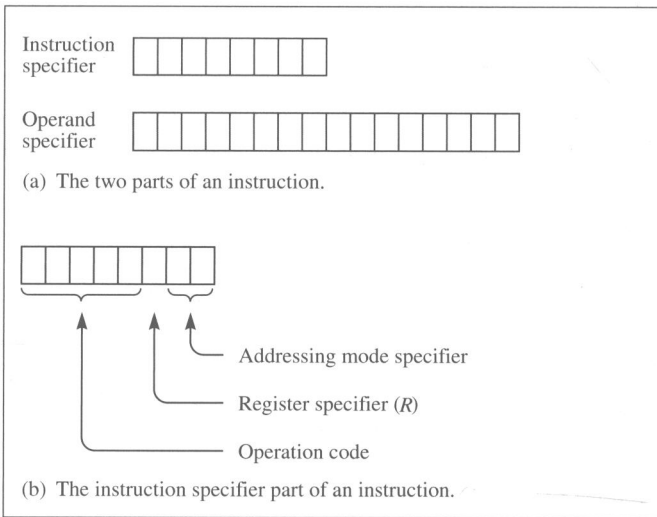 Instruction
specifier
Operand
specifier
(a) The two parts of an instruction.
Addressing mode specifier
Register specifier (R)
Operation code
(b) The instruction specifier part of an instruction.